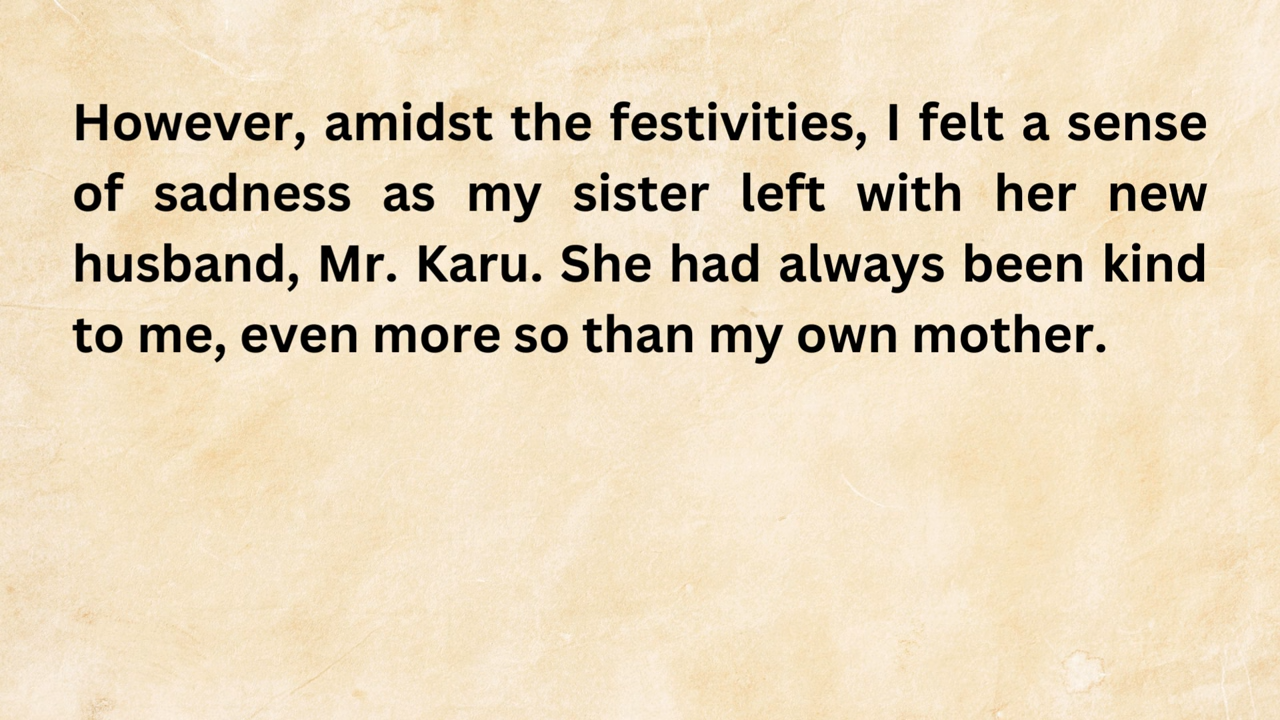 However, amidst the festivities, I felt a sense
of sadness as my sister left with her new
husband, Mr. Karu. She had always been kind
to me, even more so than my own mother.